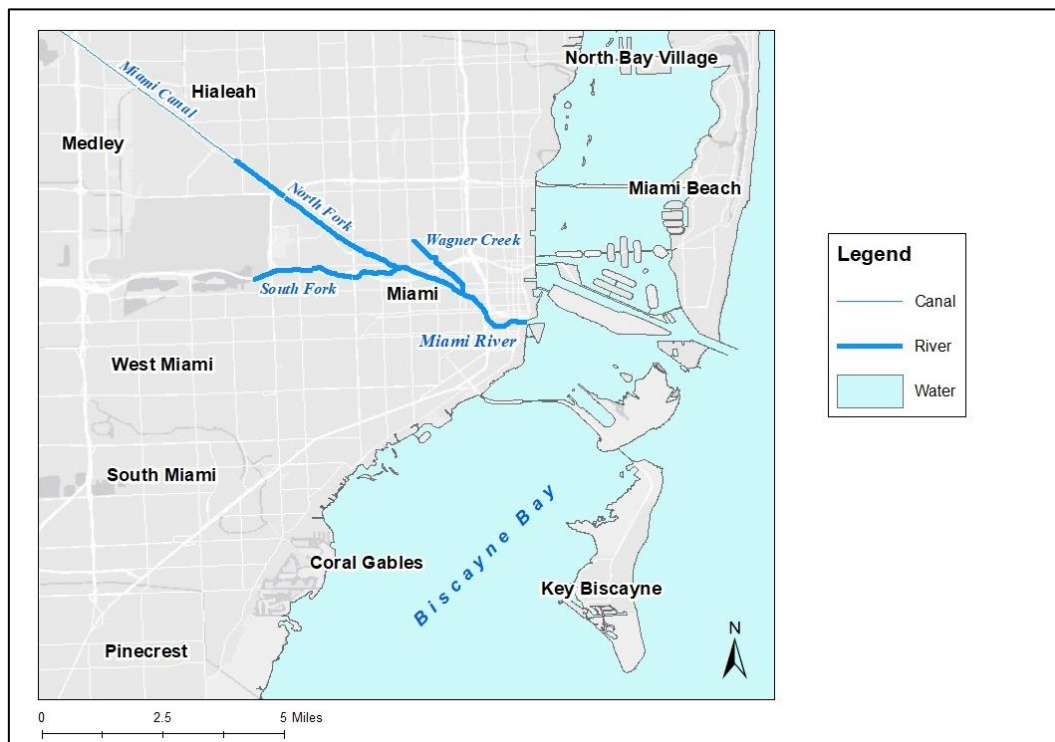 North Bay Village
Miami Canal
Hialeah
Medley
Miami Beach
North Fork
Wagner Creek
South Fork
Miami
Miami River
West Miami
South Miami
Biscayne Bay
Coral Gables
Key Biscayne
Pinecrest
N
0 2.5 5 Miles
Legend
Canal
River
Water